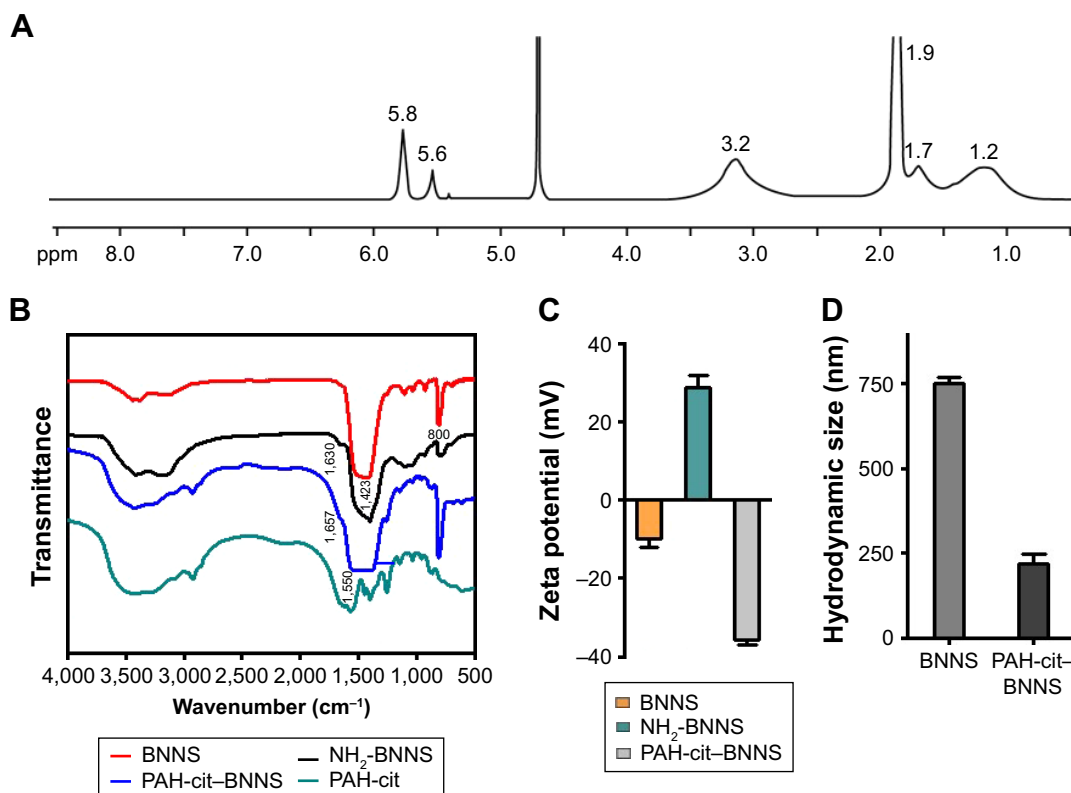 A
5.8
5.6
3.2
1.9
1.7
1.2
ppm 8.0 7.0 6.0 5.0 4.0 3.0 2.0 1.0
B
Transmittance
1,630
1,657
1,550
1,423
800
4,000 3,500 3,000 2,500 2,000 1,500 1,000 500
Wavenumber (cm⁻¹)
BNNS
NH₂-BNNS
PAH-cit–BNNS
PAH-cit
C
Zeta potential (mV)
40
20
0
–20
–40
BNNS
NH₂-BNNS
PAH-cit–BNNS
D
Hydrodynamic size (nm)
750
500
250
0
BNNS
PAH-cit–
BNNS